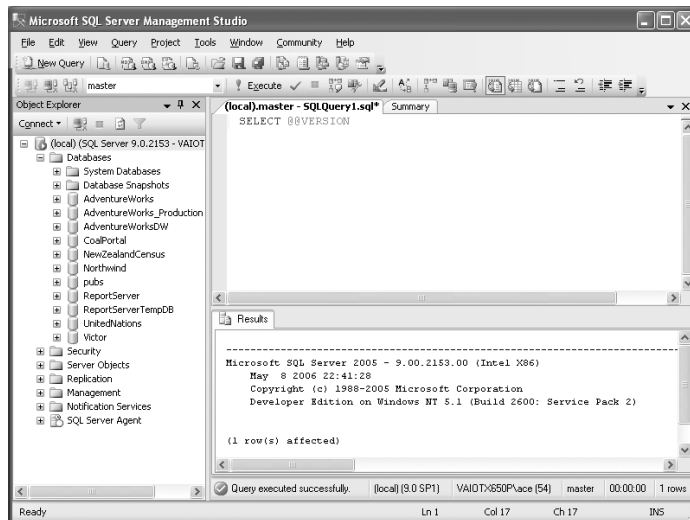 Microsoft SQL Server Management Studio
File Edit View Query Project Tools Window Community Help
New Query
master Execute
Object Explorer
Connect
(local) (SQL Server 9.0.2153 - VAIOT
Databases
System Databases
Database Snapshots
AdventureWorks
AdventureWorks_Production
AdventureWorksDW
CoalPortal
NewZealandCensus
Northwind
pubs
ReportServer
ReportServerTempDB
UnitedNations
Victor
Security
Server Objects
Replication
Management
Notification Services
SQL Server Agent
(local).master - SQLQuery1.sql* Summary
SELECT @@VERSION
Results
Microsoft SQL Server 2005 - 9.00.2153.00 (Intel X86)
May 8 2006 22:41:28
Copyright (c) 1988-2005 Microsoft Corporation
Developer Edition on Windows NT 5.1 (Build 2600: Service Pack 2)
(1 row(s) affected)
Query executed successfully. (local) (9.0 SP1) VAIOTX650P\ace (54) master 00:00:00 1 rows
Ready Ln 1 Col 17 Ch 17 INS